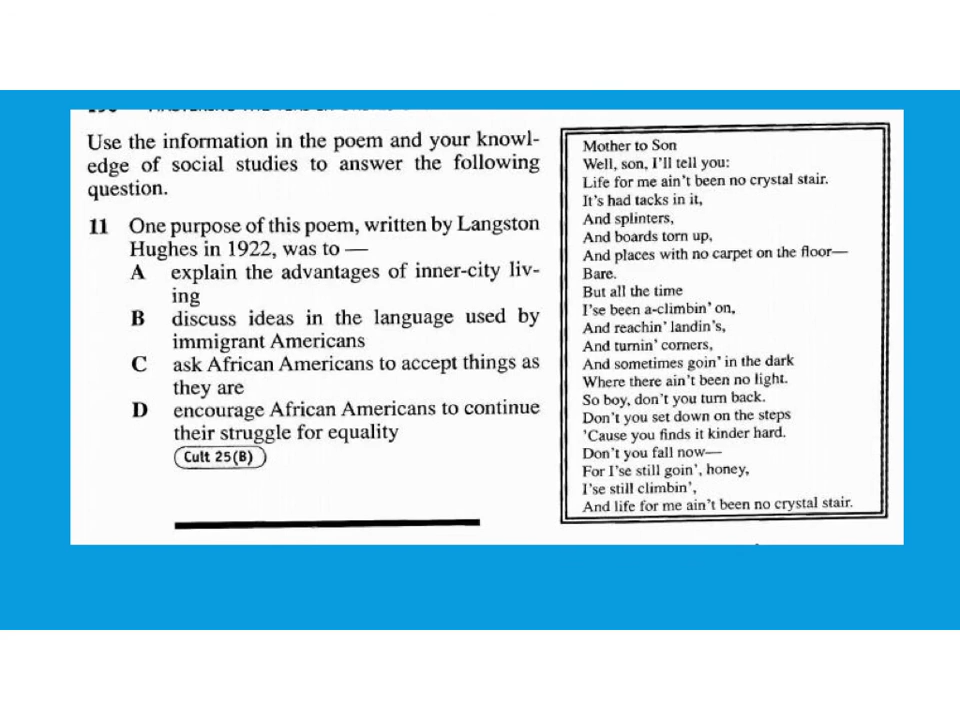 Use the information in the poem and your knowl-
edge of social studies to answer the following
question.
11 One purpose of this poem, written by Langston
Hughes in 1922, was to —
A explain the advantages of inner-city liv-
ing
B discuss ideas in the language used by
immigrant Americans
C ask African Americans to accept things as
they are
D encourage African Americans to continue
their struggle for equality
Cult 25(B)
Mother to Son
Well, son, I'll tell you:
Life for me ain't been no crystal stair.
It's had tacks in it,
And splinters,
And boards torn up,
And places with no carpet on the floor—
Bare.
But all the time
I'se been a-climbin' on,
And reachin' landin's,
And turnin' corners,
And sometimes goin' in the dark
Where there ain't been no light.
So boy, don't you turn back.
Don't you set down on the steps
'Cause you finds it kinder hard.
Don't you fall now—
For I'se still goin', honey,
I'se still climbin',
And life for me ain't been no crystal stair.